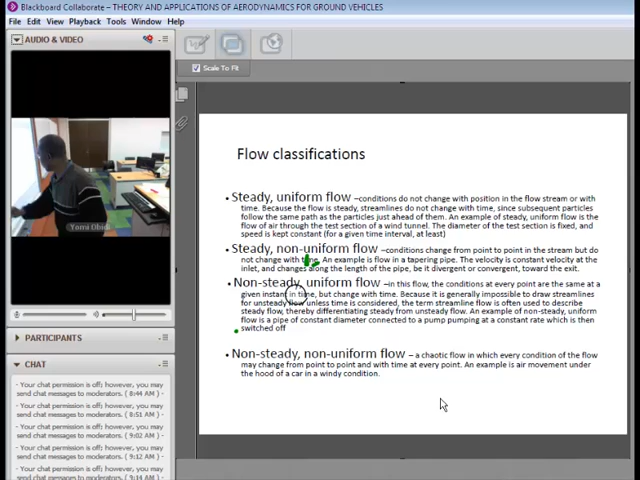 Blackboard Collaborate – THEORY AND APPLICATIONS OF AERODYNAMICS FOR GROUND VEHICLES
File Edit View Playback Tools Window Help
AUDIO & VIDEO
Scale To Fit
Yomi Obidi
PARTICIPANTS
CHAT
- Your chat permission is off; however, you may
send chat messages to moderators. ( 8:44 AM ) -
- Your chat permission is off; however, you may
send chat messages to moderators. ( 8:51 AM ) -
- Your chat permission is off; however, you may
send chat messages to moderators. ( 9:02 AM ) -
- Your chat permission is off; however, you may
send chat messages to moderators. ( 9:12 AM ) -
- Your chat permission is off; however, you may
send chat messages to moderators. ( 9:14 AM ) -
Flow classifications
• Steady, uniform flow –conditions do not change with position in the flow stream or with
time. Because the flow is steady, streamlines do not change with time, since subsequent particles
follow the same path as the particles just ahead of them. An example of steady, uniform flow is the
flow of air through the test section of a wind tunnel. The diameter of the test section is fixed, and
speed is kept constant (for a given time interval, at least)
• Steady, non-uniform flow –conditions change from point to point in the stream but do
not change with time. An example is flow in a tapering pipe. The velocity is constant velocity at the
inlet, and changes along the length of the pipe, be it divergent or convergent, toward the exit.
• Non-steady, uniform flow –in this flow, the conditions at every point are the same at a
given instant in time, but change with time. Because it is generally impossible to draw streamlines
for unsteady flow unless time is considered, the term streamline flow is often used to describe
steady flow, thereby differentiating steady from unsteady flow. An example of non-steady, uniform
flow is a pipe of constant diameter connected to a pump pumping at a constant rate which is then
switched off
• Non-steady, non-uniform flow – a chaotic flow in which every condition of the flow
may change from point to point and with time at every point. An example is air movement under
the hood of a car in a windy condition.